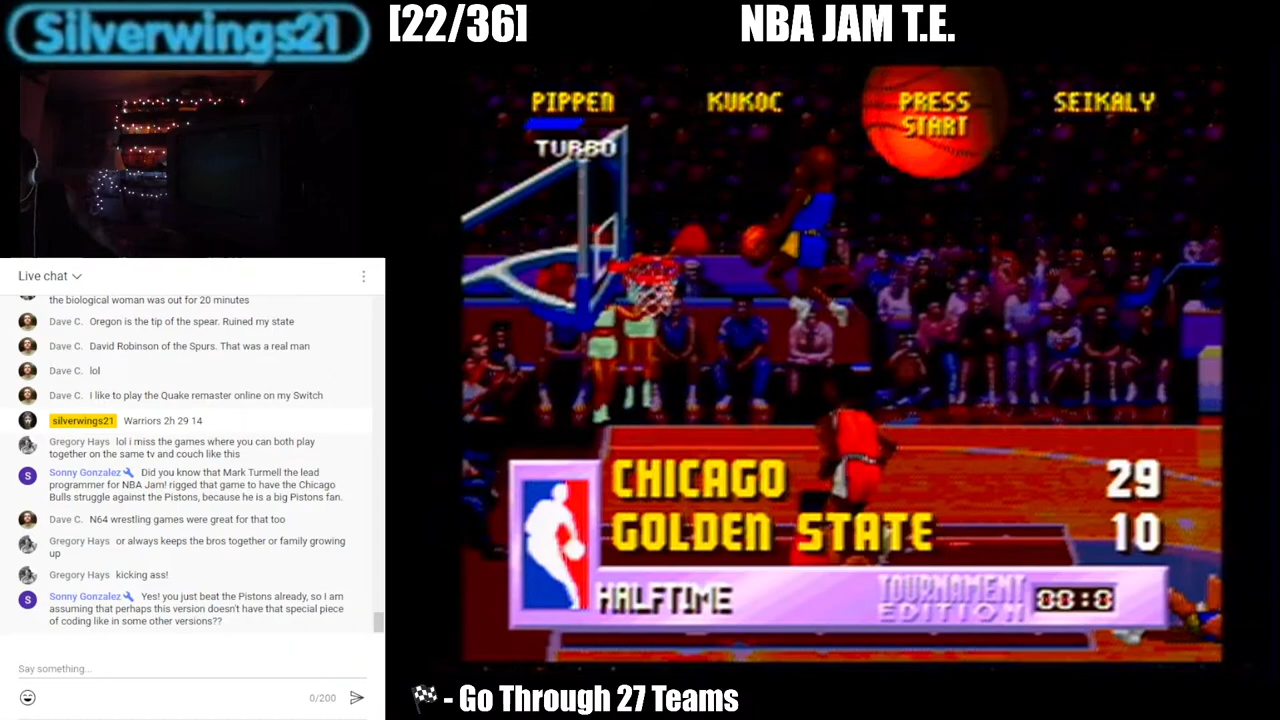 Silverwings21
[22/36]
NBA JAM T.E.
PIPPEN
KUKOC
PRESS
START
SEIKALY
TURBO
Live chat
the biological woman was out for 20 minutes
Dave C. Oregon is the tip of the spear. Ruined my state
Dave C. David Robinson of the Spurs. That was a real man
Dave C. lol
Dave C. I like to play the Quake remaster online on my Switch
silverwings21 Warriors 2h 29 14
Gregory Hays lol i miss the games where you can both play
together on the same tv and couch like this
S Sonny Gonzalez Did you know that Mark Turmell the lead
programmer for NBA Jam! rigged that game to have the Chicago
Bulls struggle against the Pistons, because he is a big Pistons fan.
Dave C. N64 wrestling games were great for that too
Gregory Hays or always keeps the bros together or family growing
up
Gregory Hays kicking ass!
S Sonny Gonzalez Yes! you just beat the Pistons already, so I am
assuming that perhaps this version doesn't have that special piece
of coding like in some other versions??
Say something...
0/200
CHICAGO 29
GOLDEN STATE 10
HALFTIME
TOURNAMENT
EDITION
00:0
- Go Through 27 Teams